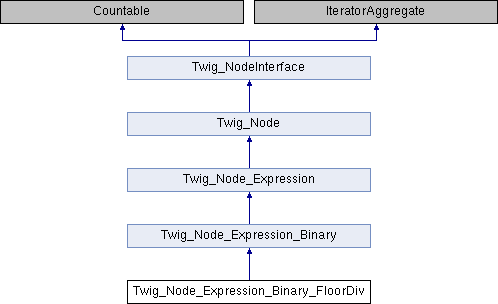 Countable
IteratorAggregate
Twig_NodeInterface
Twig_Node
Twig_Node_Expression
Twig_Node_Expression_Binary
Twig_Node_Expression_Binary_FloorDiv